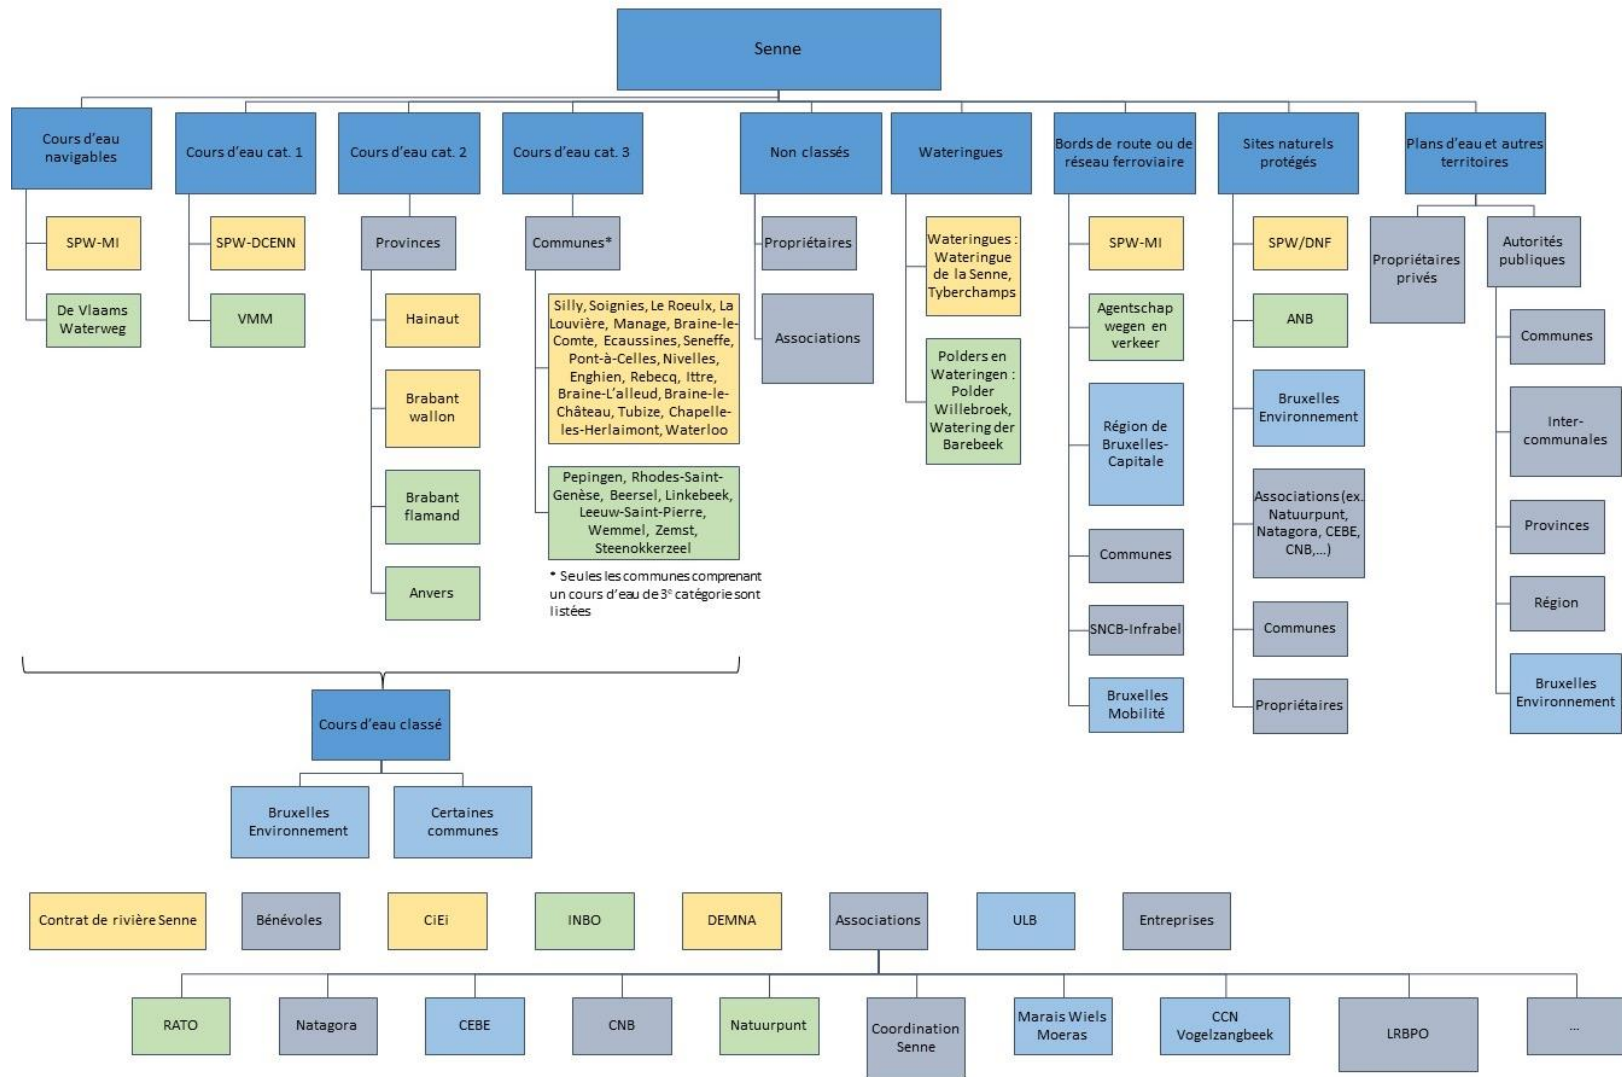 Senne
Cours d'eau
navigables
Cours d'eau cat. 1
Cours d'eau cat. 2
Cours d'eau cat. 3
Non classés
Wateringues
Bords de route ou de
réseau ferroviaire
Sites naturels
protégés
Plans d'eau et autres
territoires
SPW-MI
De Vlaams
Waterweg
SPW-DCENN
VMM
Provinces
Hainaut
Brabant
wallon
Brabant
flamand
Anvers
Communes*
Silly, Soignies, Le Roeulx, La
Louvière, Manage, Braine-le-
Comte, Ecaussines, Seneffe,
Pont-à-Celles, Nivelles,
Enghien, Rebecq, Ittre,
Braine-L'alleud, Braine-le-
Château, Tubize, Chapelle-
les-Herlaimont, Waterloo
Pepingen, Rhodes-Saint-
Genèse, Beersel, Linkebeek,
Leeuw-Saint-Pierre,
Wemmel, Zemst,
Steenokkerzeel
* Seules les communes comprenant
un cours d'eau de 3e catégorie sont
listées
Propriétaires
Associations
Wateringues :
Wateringue
de la Senne,
Tyberchamps
Polders en
Wateringen :
Polder
Willebroek,
Watering der
Barebeek
SPW-MI
Agentschap
wegen en
verkeer
Région de
Bruxelles-
Capitale
Communes
SNCB-Infrabel
Bruxelles
Mobilité
SPW/DNF
ANB
Bruxelles
Environnement
Associations (ex.
Natuurpunt,
Natagora, CEBE,
CNB,...)
Communes
Propriétaires
Propriétaires
privés
Autorités
publiques
Communes
Inter-
communales
Provinces
Région
Bruxelles
Environnement
Cours d'eau classé
Bruxelles
Environnement
Certaines
communes
Contrat de rivière Senne
Bénévoles
CiEi
INBO
DEMNA
Associations
ULB
Entreprises
RATO
Natagora
CEBE
CNB
Natuurpunt
Coordination
Senne
Marais Wiels
Moeras
CCN
Vogelzangbeek
LRBPO
...